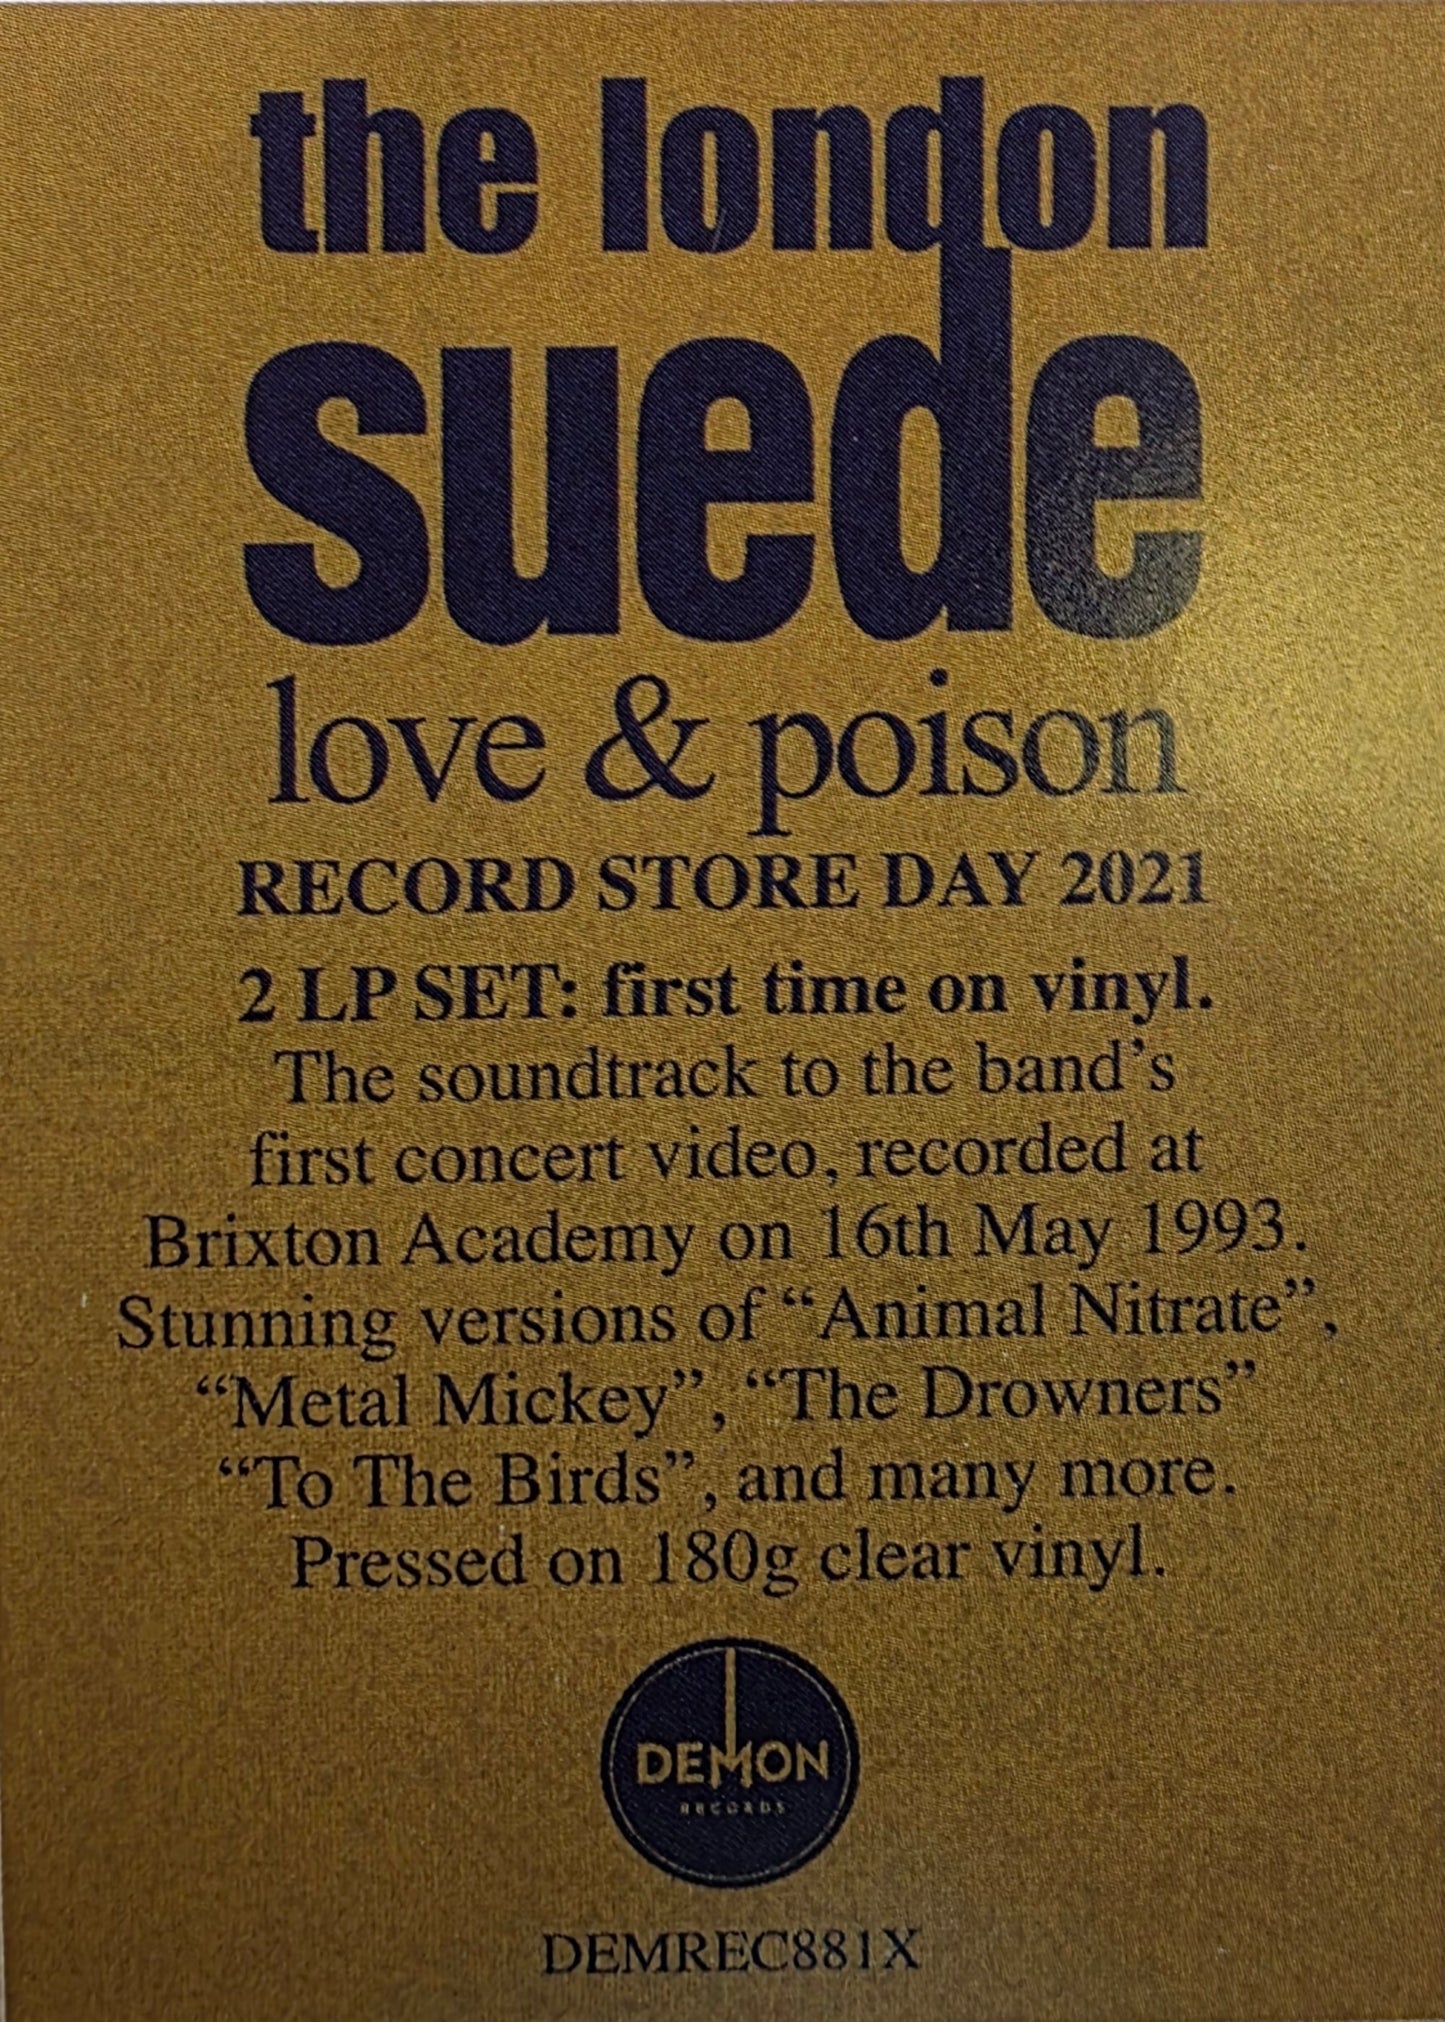 the london
suede
love & poison
RECORD STORE DAY 2021
2 LP SET: first time on vinyl.
The soundtrack to the band’s
first concert video, recorded at
Brixton Academy on 16th May 1993.
Stunning versions of “Animal Nitrate”,
“Metal Mickey”, “The Drowners”
“To The Birds”, and many more.
Pressed on 180g clear vinyl.
DEMON
RECORDS
DEMREC881X